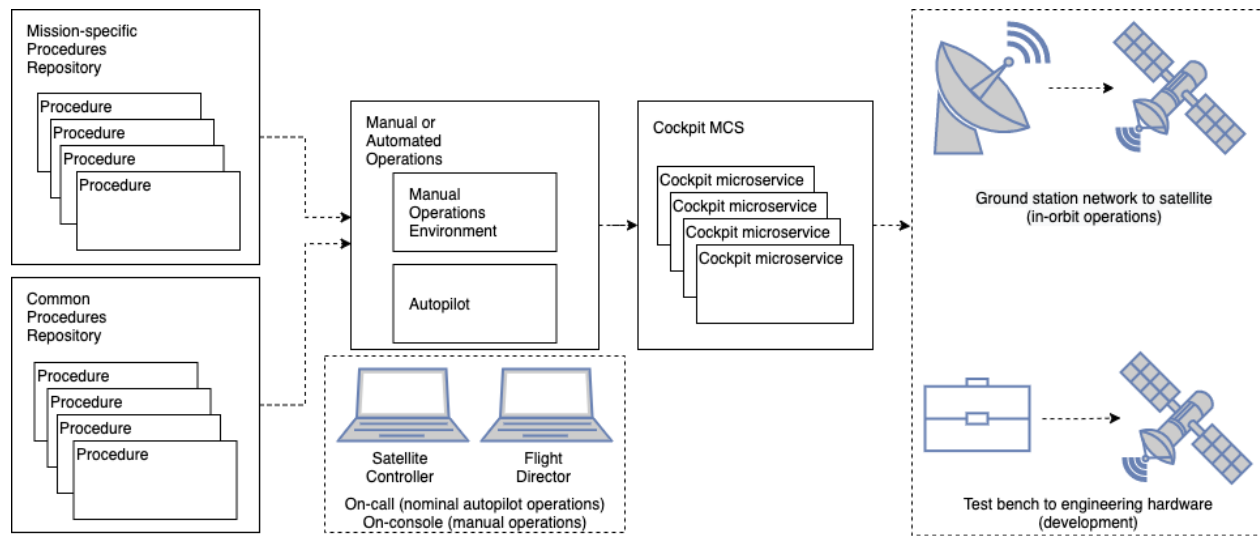 Mission-specific
Procedures
Repository
Procedure
Procedure
Procedure
Procedure
Common
Procedures
Repository
Procedure
Procedure
Procedure
Procedure
Manual or
Automated
Operations
Manual
Operations
Environment
Autopilot
Satellite
Controller
Flight
Director
On-call (nominal autopilot operations)
On-console (manual operations)
Cockpit MCS
Cockpit microservice
Cockpit microservice
Cockpit microservice
Cockpit microservice
Ground station network to satellite
(in-orbit operations)
Test bench to engineering hardware
(development)